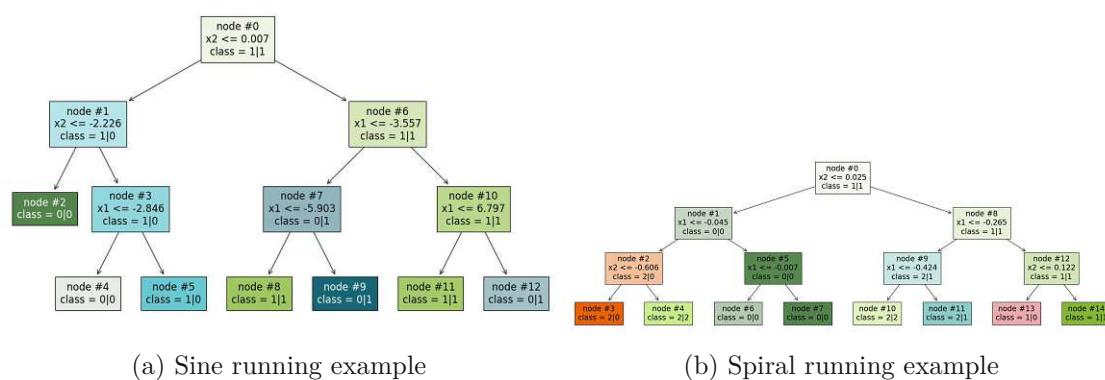 node #0
x2 <= 0.007
class = 1|1
node #1
x2 <= -2.226
class = 1|0
node #6
x1 <= -3.557
class = 1|1
node #2
class = 0|0
node #3
x1 <= -2.846
class = 1|0
node #7
x1 <= -5.903
class = 0|1
node #10
x1 <= 6.797
class = 1|1
node #4
class = 0|0
node #5
class = 1|0
node #8
class = 1|1
node #9
class = 0|1
node #11
class = 1|1
node #12
class = 0|1
(a) Sine running example
node #0
x2 <= 0.025
class = 1|1
node #1
x1 <= -0.045
class = 0|0
node #8
x1 <= -0.265
class = 1|1
node #2
x2 <= -0.606
class = 2|0
node #5
x1 <= -0.007
class = 0|0
node #9
x1 <= -0.424
class = 2|1
node #12
x2 <= 0.122
class = 1|1
node #3
class = 2|0
node #4
class = 2|2
node #6
class = 0|0
node #7
class = 0|0
node #10
class = 2|2
node #11
class = 2|1
node #13
class = 1|0
node #14
class = 1|1
(b) Spiral running example